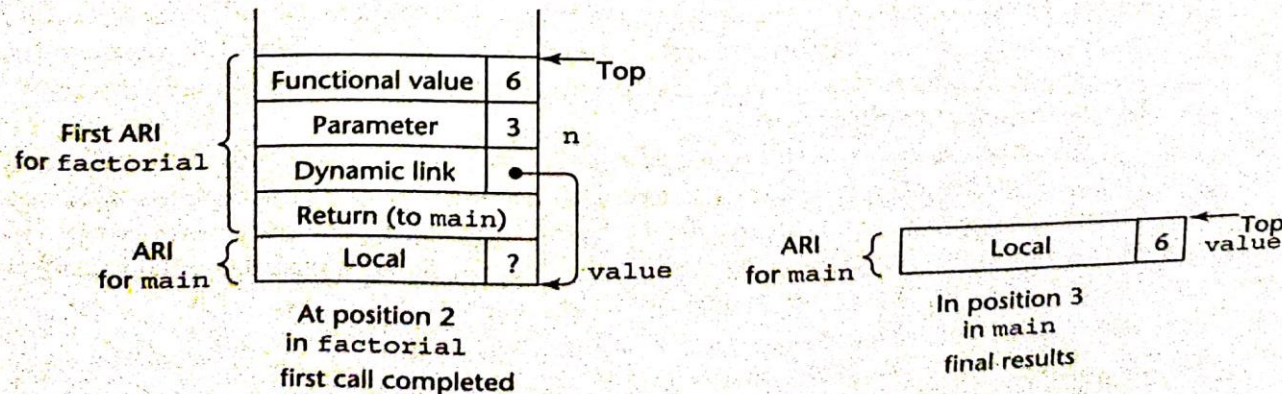 Functional value 6
Top
Parameter 3
n
First ARI
for factorial
Dynamic link
Return (to main)
ARI
for main
Local ?
value
At position 2
in factorial
first call completed
ARI
for main
Local 6
Top
value
In position 3
in main
final results